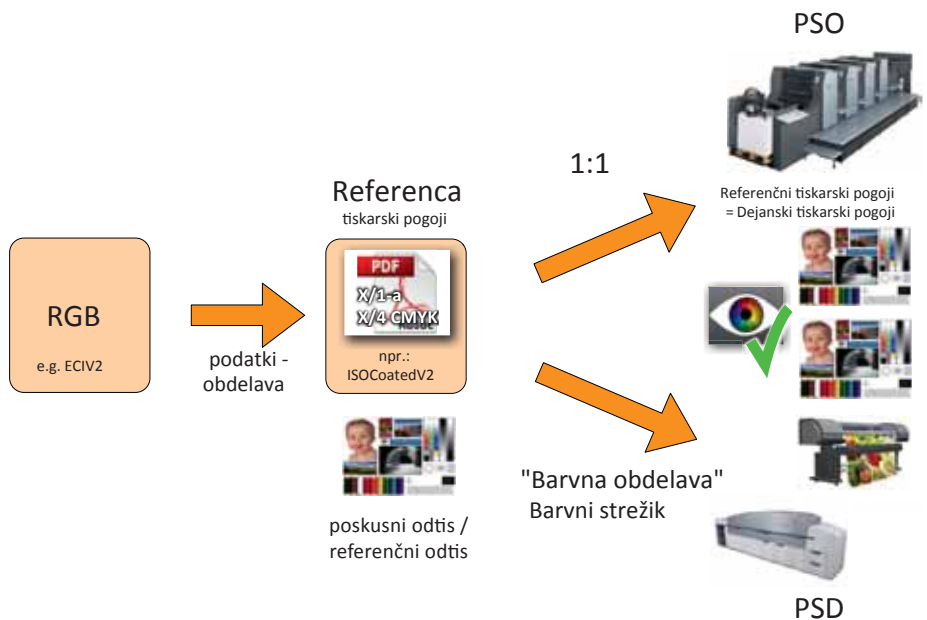 PSO
1:1
Referenca
tiskarski pogoji
Referenčni tiskarski pogoji
= Dejanski tiskarski pogoji
PDF
X/1-a
X/4 CMYK
RGB
e.g. ECIV2
podatki -
obdelava
npr.:
ISOCoatedV2
"Barvna obdelava"
Barvni strežik
poskusni odtis /
referenčni odtis
PSD